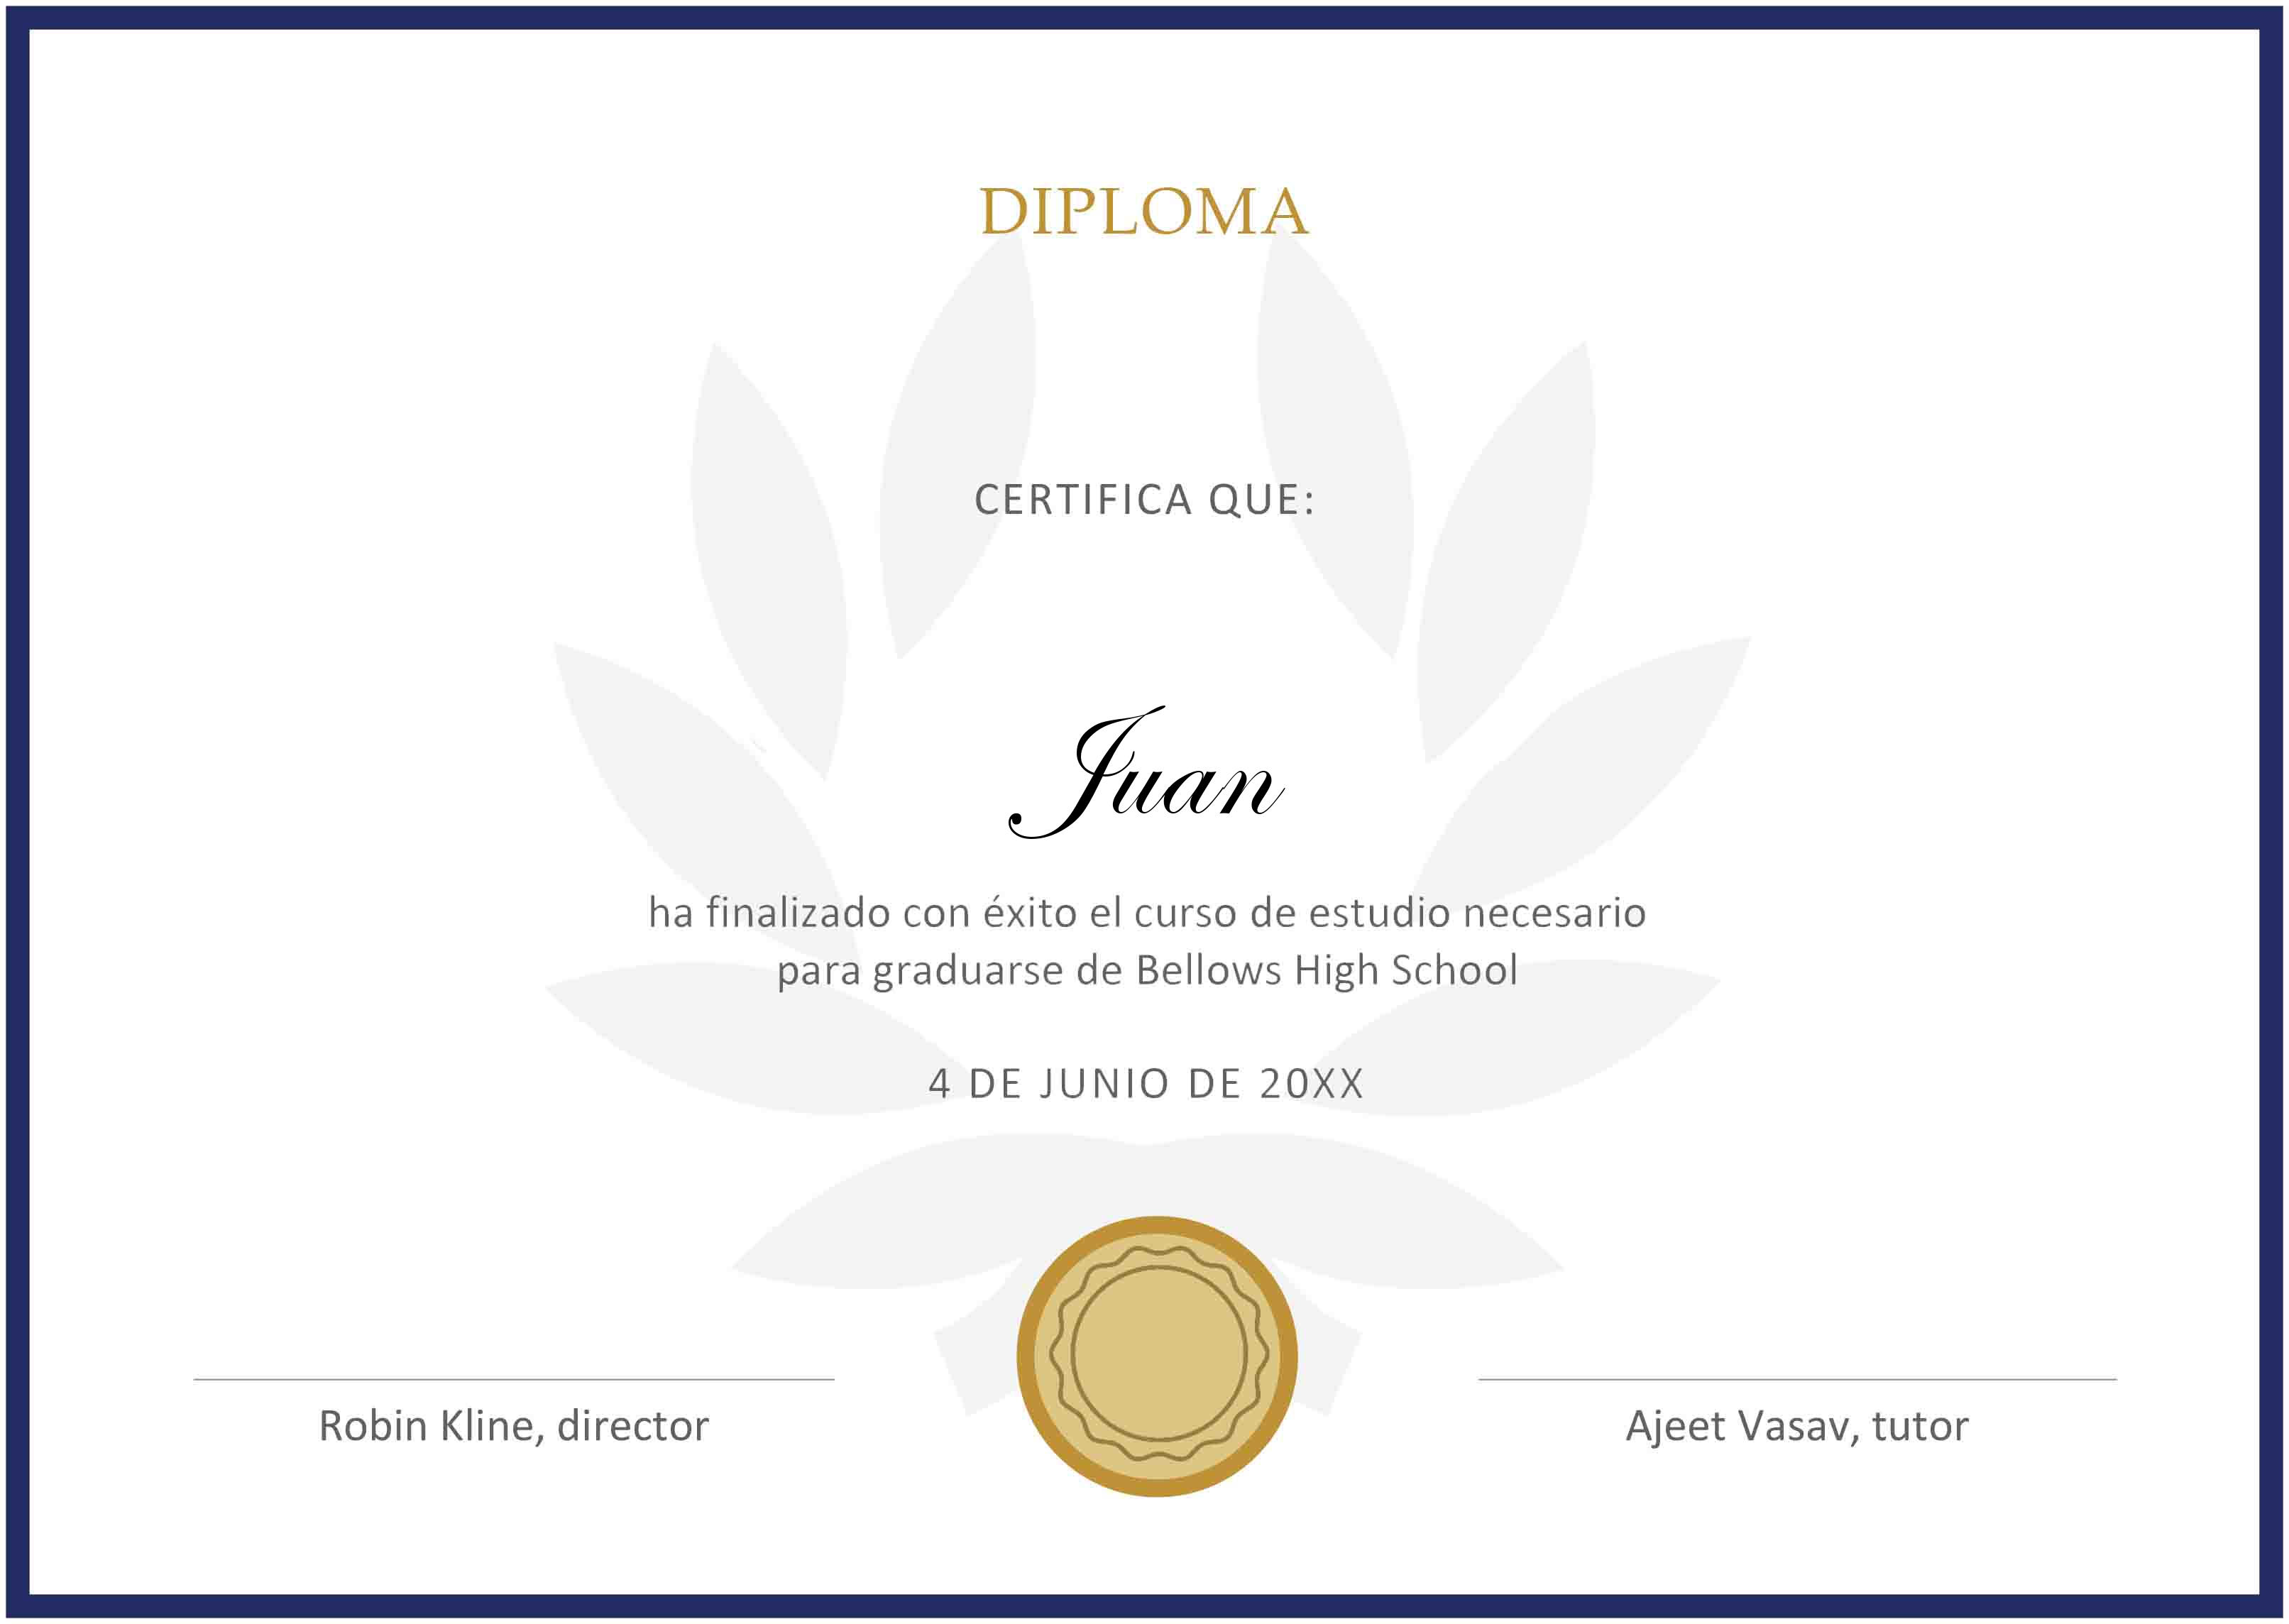 DIPLOMA
CERTIFICA QUE:
Juan
ha finalizado con éxito el curso de estudio necesario
para graduarse de Bellows High School
4 DE JUNIO DE 20XX
Robin Kline, director
Ajeet Vasav, tutor